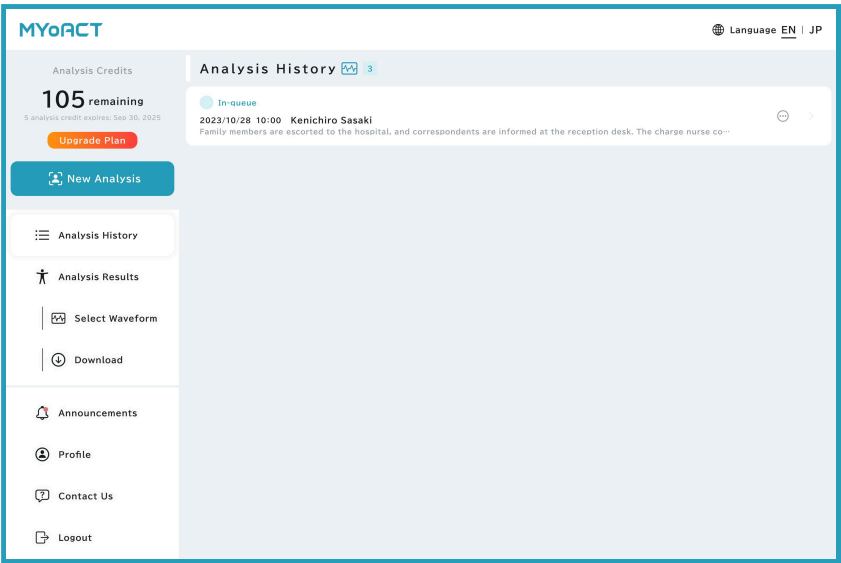 MYoACT
Language EN | JP
Analysis Credits
105 remaining
5 analysis credit expires: Sep 30, 2025
Upgrade Plan
New Analysis
Analysis History
Analysis Results
Select Waveform
Download
Announcements
Profile
Contact Us
Logout
Analysis History 3
In-queue
2023/10/28 10:00 Kenichiro Sasaki
Family members are escorted to the hospital, and correspondents are informed at the reception desk. The charge nurse co…